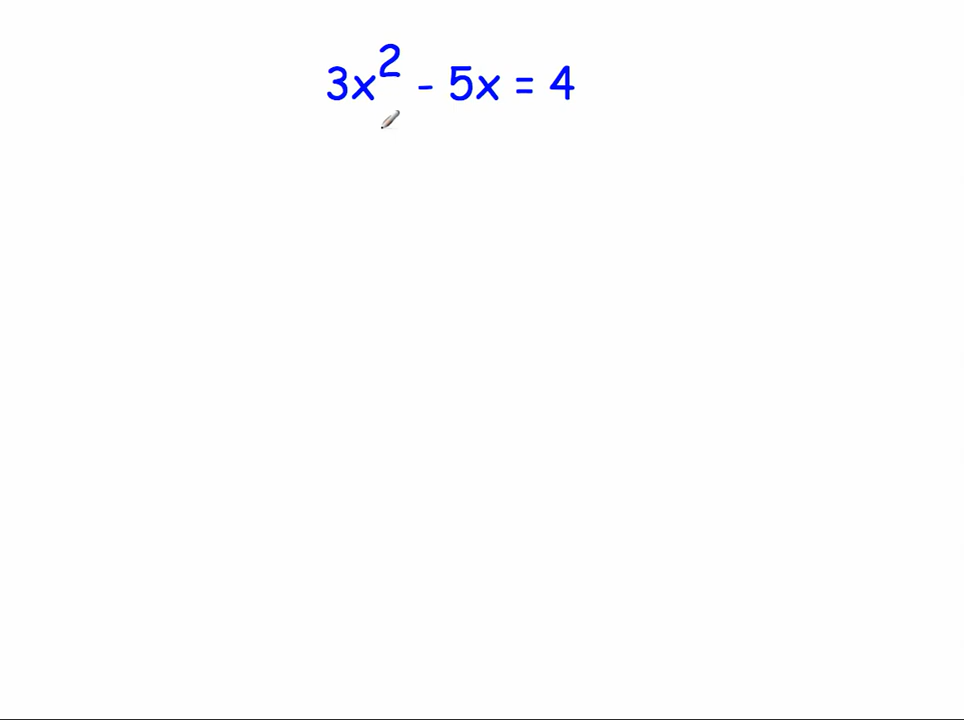 3x² - 5x = 4